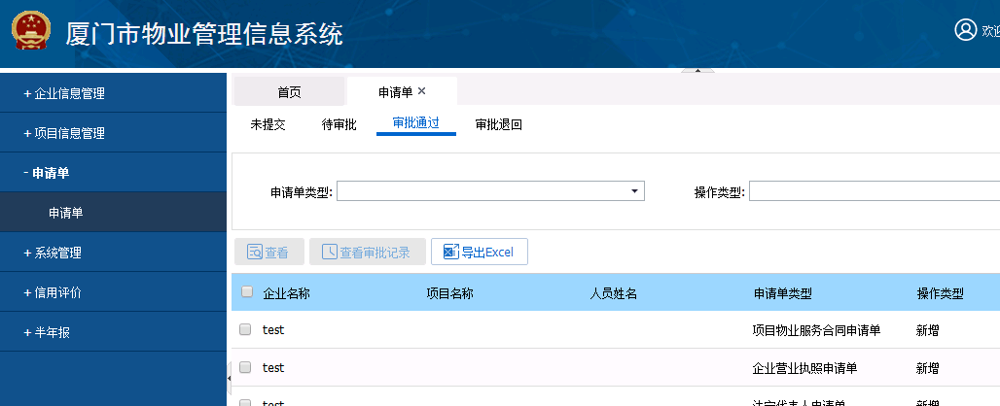 厦门市物业管理信息系统
欢迎
+ 企业信息管理
+ 项目信息管理
- 申请单
申请单
+ 系统管理
+ 信用评价
+ 半年报
首页 申请单 ×
未提交 待审批 审批通过 审批退回
申请单类型: 操作类型:
查看 查看审批记录 导出Excel
企业名称 项目名称 人员姓名 申请单类型 操作类型
test 项目物业服务合同申请单 新增
test 企业营业执照申请单 新增
test 法定代表人申请单 新增